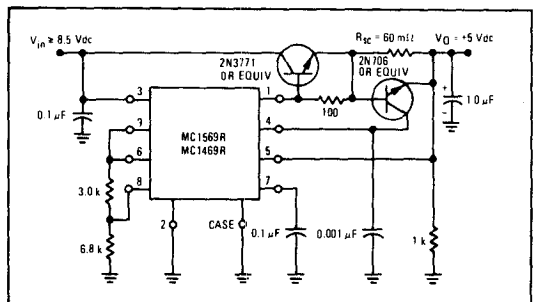 Vin ≥ 8.5 Vdc
RSC = 60 mΩ
VO = +5 Vdc
2N3771
OR EQUIV
2N706
OR EQUIV
3
1
100
0.1 µF
+
1.0 µF
-
MC1569R
MC1469R
4
9
6
5
8
7
3.0 k
2
CASE
0.1 µF
0.001 µF
1 k
6.8 k